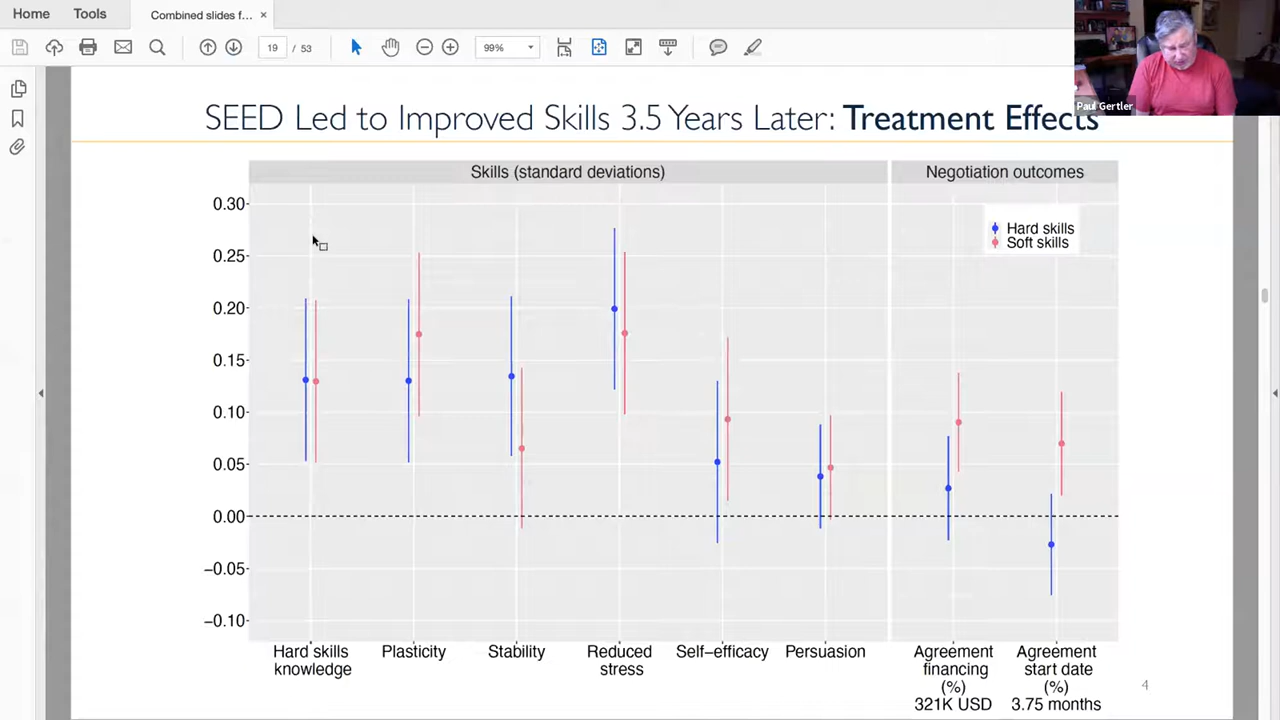 Home
Tools
Combined slides f...
×
19 / 53
99%
Paul Gertler
SEED Led to Improved Skills 3.5 Years Later: Treatment Effects
Skills (standard deviations)
Negotiation outcomes
0.30
0.25
0.20
0.15
0.10
0.05
0.00
−0.05
−0.10
Hard skills
Soft skills
Hard skills
knowledge
Plasticity
Stability
Reduced
stress
Self−efficacy
Persuasion
Agreement
financing
(%)
321K USD
Agreement
start date
(%)
3.75 months
4